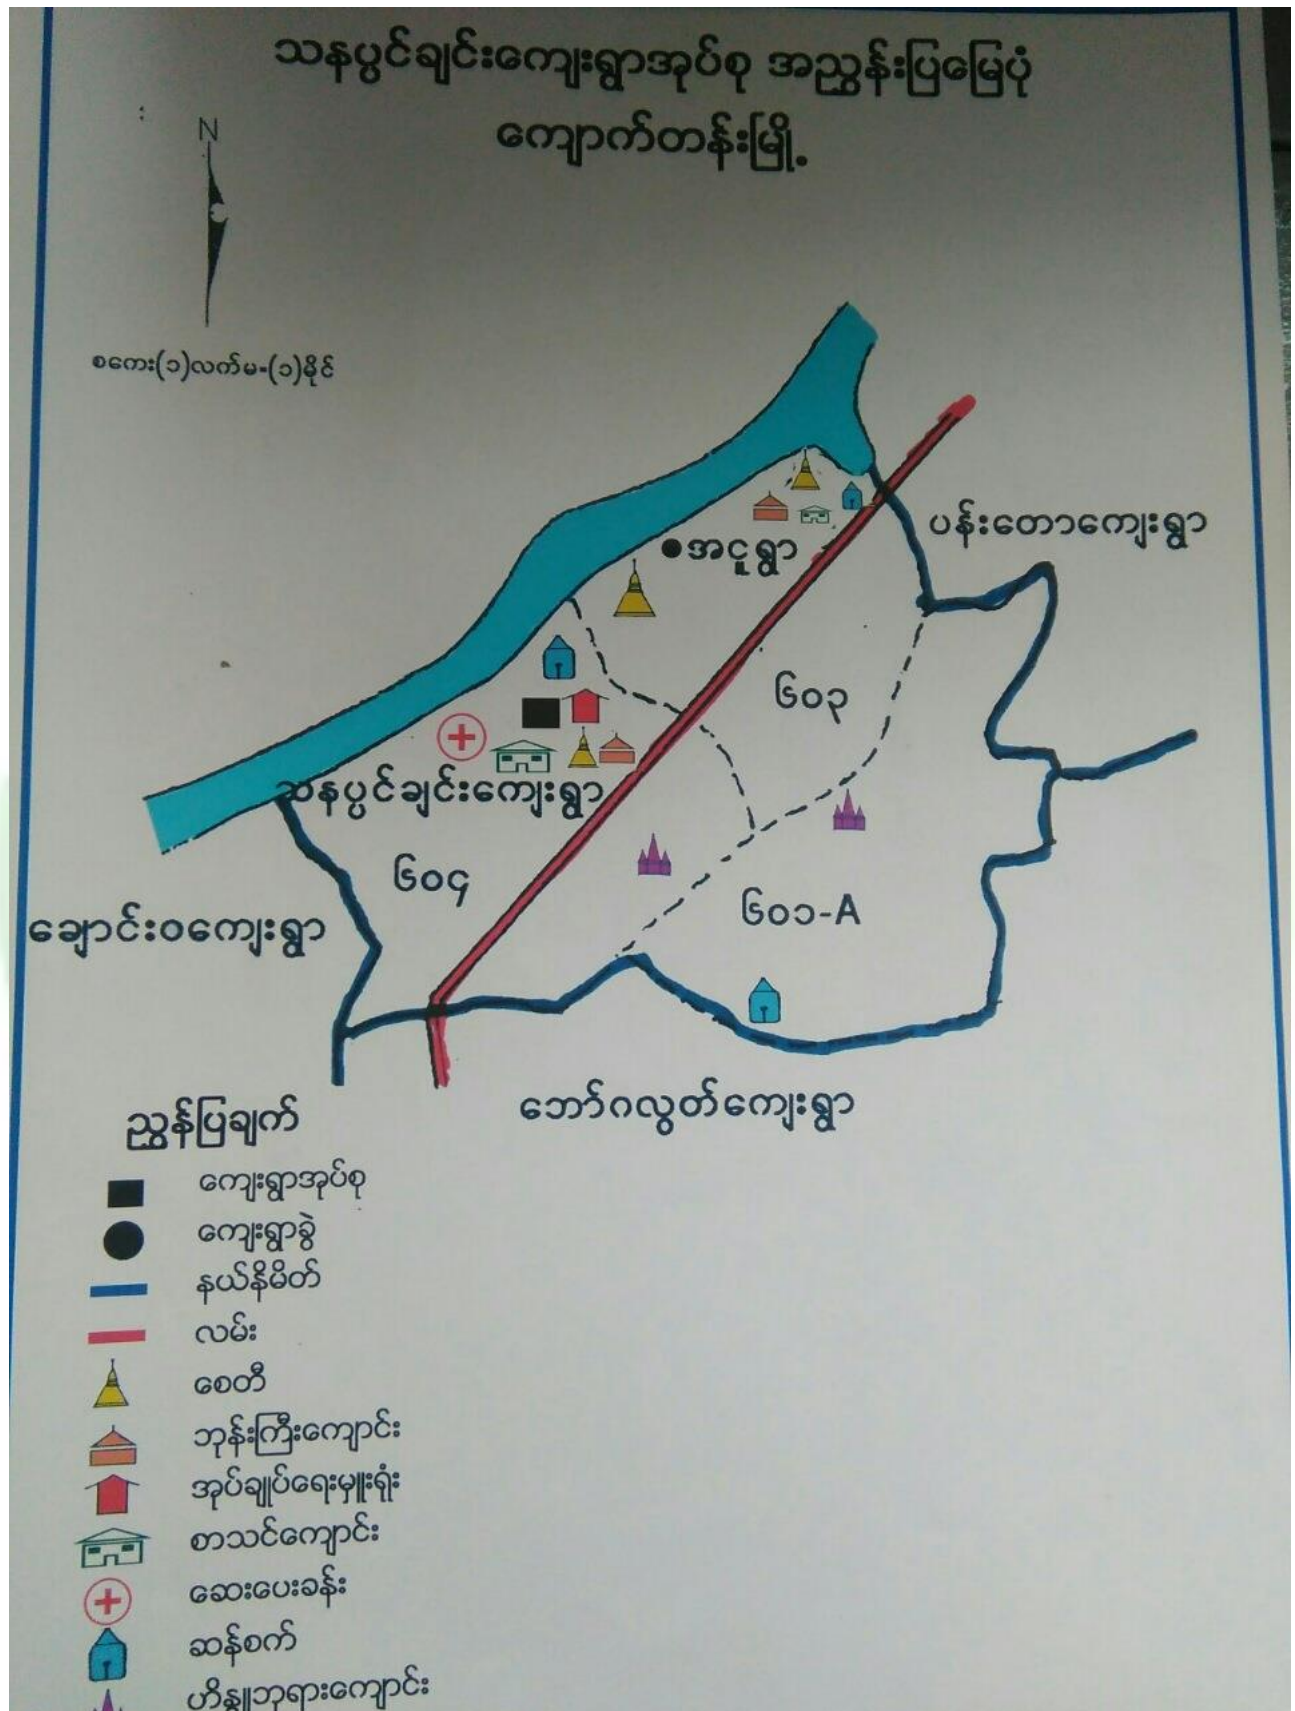 သနပ္ပင်ချင်းကျေးရွာအုပ်စု အညွှန်းပြမြေပုံ
ကျောက်တန်းမြို့
N
စကေး(၁)လက်မ-(၁)မိုင်
ပန်းတောကျေးရွာ
အငူရွာ
၆၀၃
သနပ္ပင်ချင်းကျေးရွာ
၆၀၄
၆၀၁-A
ချောင်းဝကျေးရွာ
ဘော်ဂလွတ်ကျေးရွာ
ညွှန်ပြချက်
ကျေးရွာအုပ်စု
ကျေးရွာခွဲ
နယ်နိမိတ်
လမ်း
စေတီ
ဘုန်းကြီးကျောင်း
အုပ်ချုပ်ရေးမှူးရုံး
စာသင်ကျောင်း
ဆေးပေးခန်း
ဆန်စက်
ဟိန္ဒူဘုရားကျောင်း